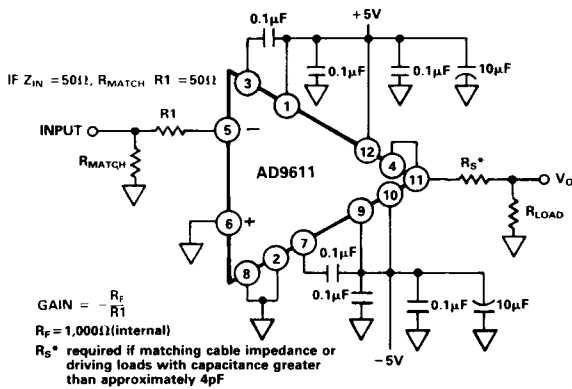 0.1μF
+5V
IF Z_IN = 50Ω, R_MATCH R1 = 50Ω
3
0.1μF
0.1μF
10μF
1
INPUT
R1
5
−
R_MATCH
12
4
AD9611
11
R_S*
V_O
10
R_LOAD
6
+
9
7
2
8
0.1μF
0.1μF
0.1μF
10μF
−5V
GAIN = −R_F/R1
R_F = 1,000Ω(internal)
R_S* required if matching cable impedance or
driving loads with capacitance greater
than approximately 4pF